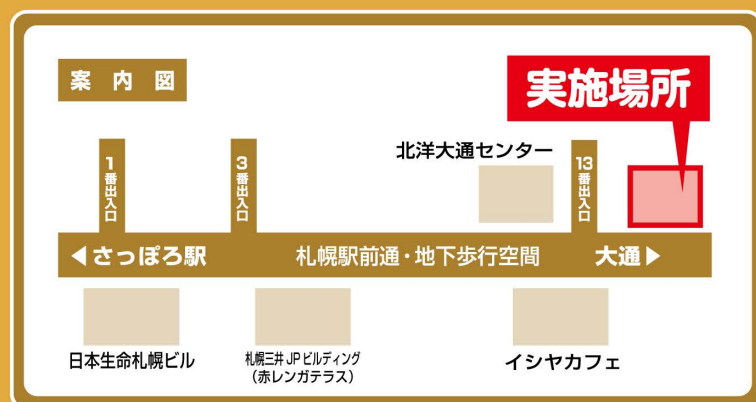 案内図
実施場所
北洋大通センター
1番出入口
3番出入口
13番出入口
◀さっぽろ駅
札幌駅前通・地下歩行空間
大通▶
日本生命札幌ビル
札幌三井JPビルディング
（赤レンガテラス）
イシヤカフェ